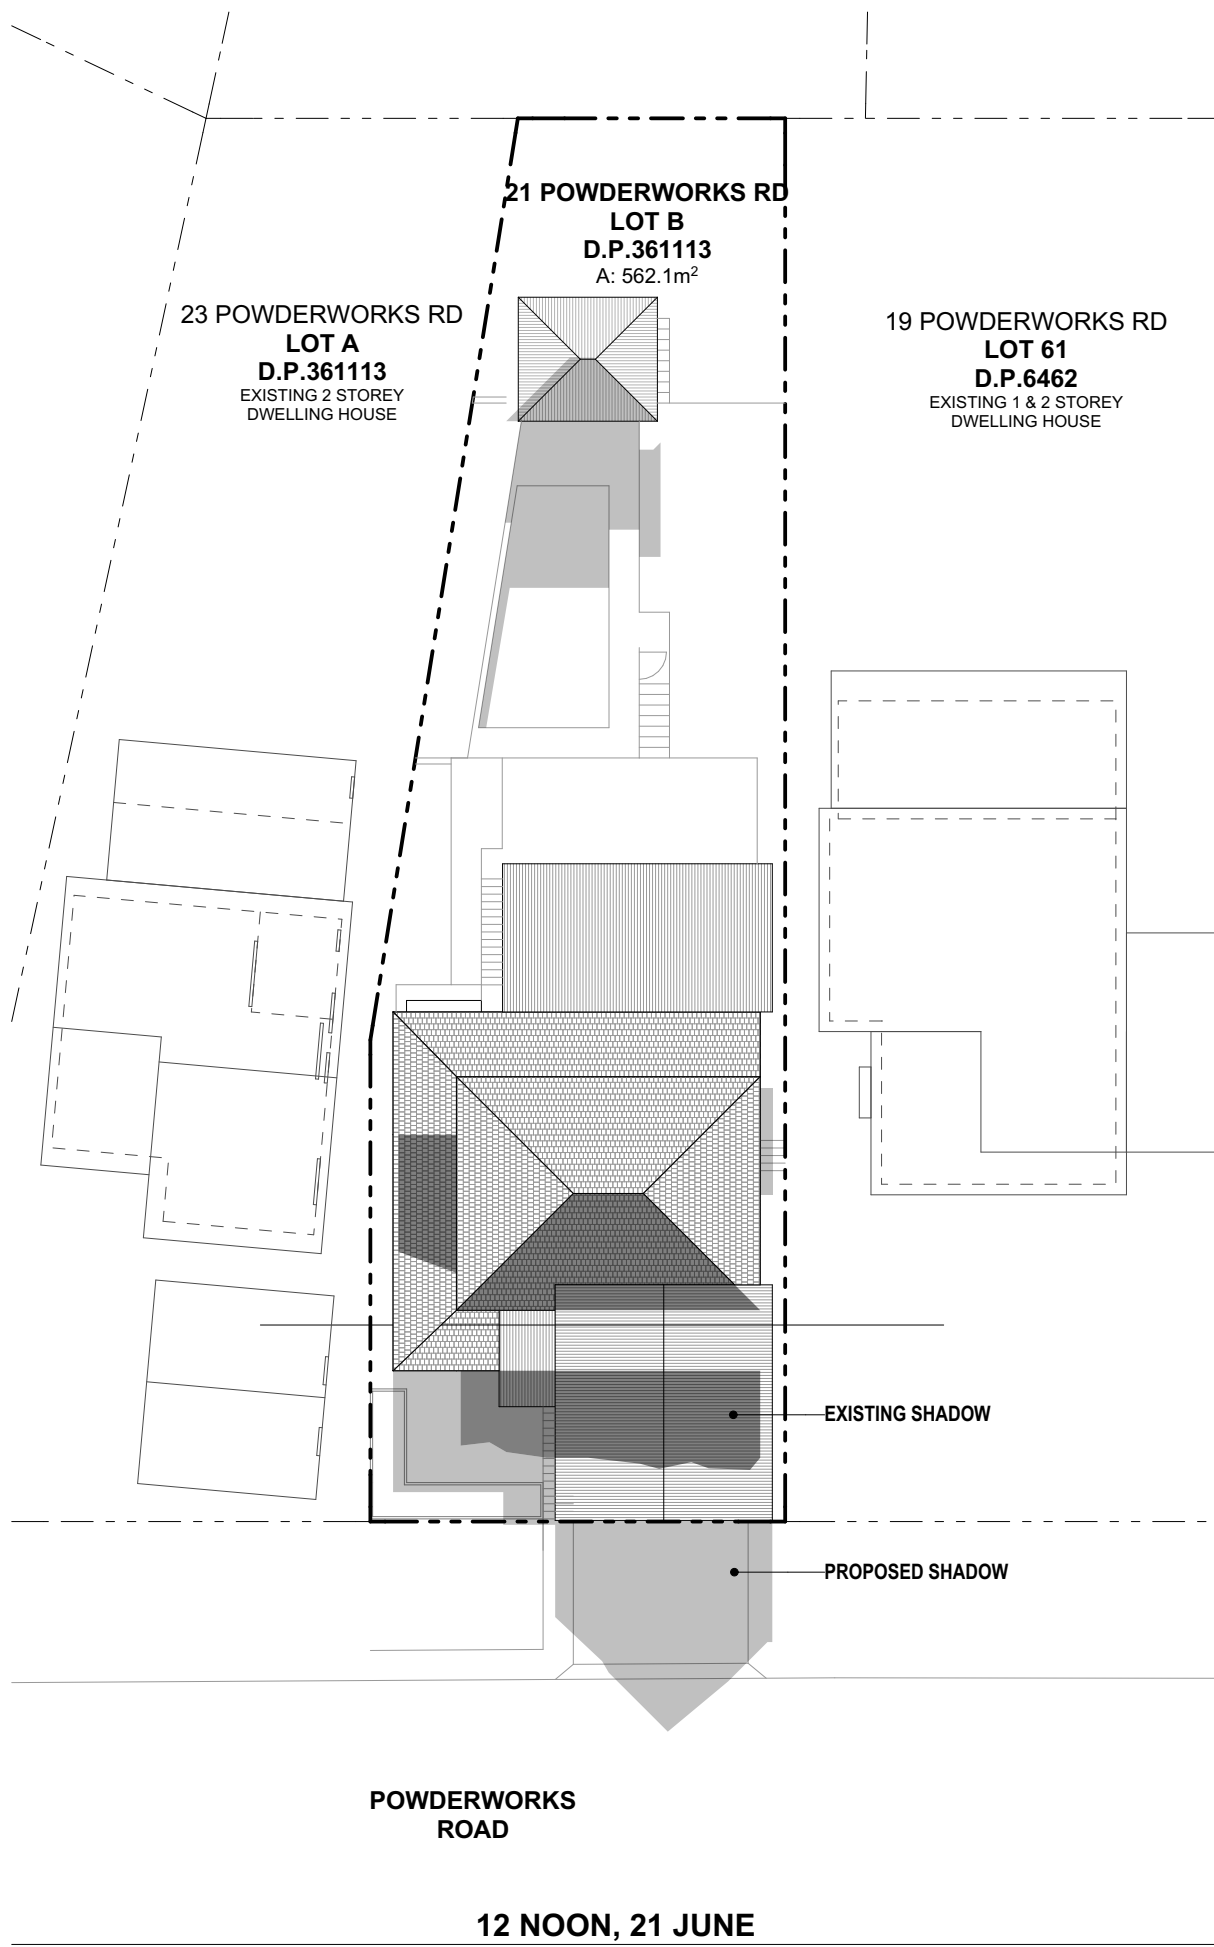 21 POWDERWORKS RD
LOT B
D.P.361113
A: 562.1m²
23 POWDERWORKS RD
LOT A
D.P.361113
EXISTING 2 STOREY
DWELLING HOUSE
19 POWDERWORKS RD
LOT 61
D.P.6462
EXISTING 1 & 2 STOREY
DWELLING HOUSE
EXISTING SHADOW
PROPOSED SHADOW
POWDERWORKS
ROAD
12 NOON, 21 JUNE